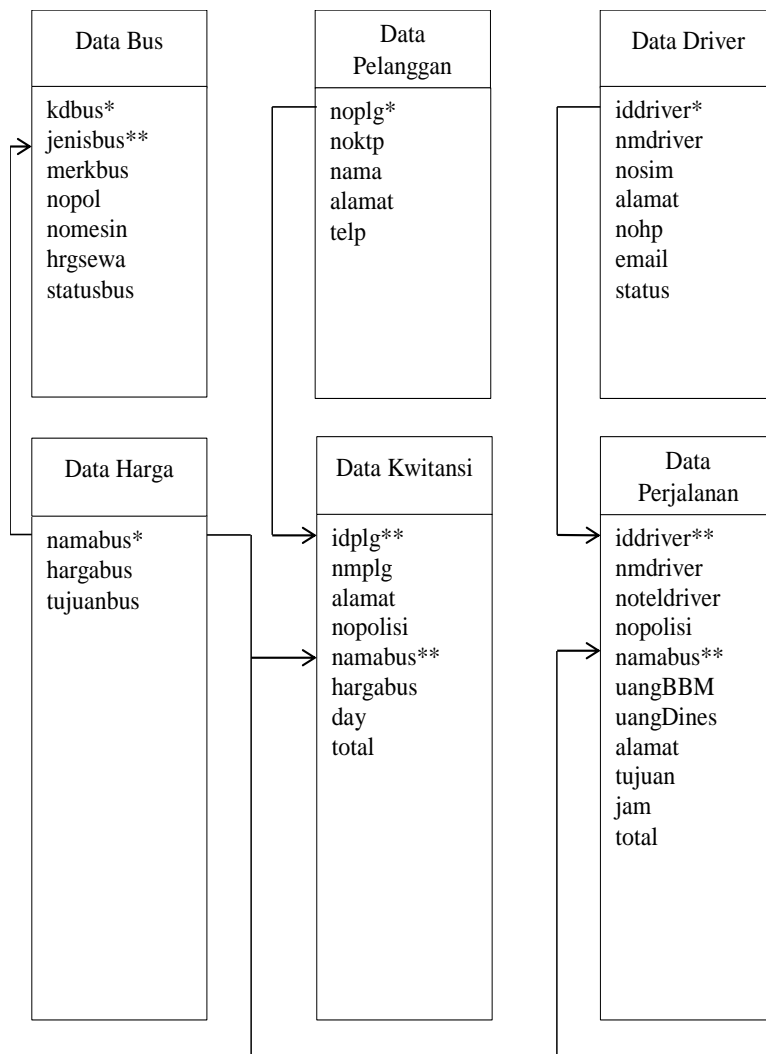 Data Bus
kdbus*
jenisbus**
merkbus
nopol
nomesin
hrgsewa
statusbus
Data
Pelanggan
noplg*
noktp
nama
alamat
telp
Data Driver
iddriver*
nmdriver
nosim
alamat
nohp
email
status
Data Harga
namabus*
hargabus
tujuanbus
Data Kwitansi
idplg**
nmplg
alamat
nopolisi
namabus**
hargabus
day
total
Data
Perjalanan
iddriver**
nmdriver
noteldriver
nopolisi
namabus**
uangBBM
uangDines
alamat
tujuan
jam
total